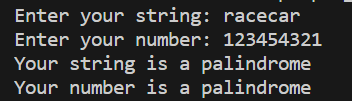 Enter your string: racecar
Enter your number: 123454321
Your string is a palindrome
Your number is a palindrome